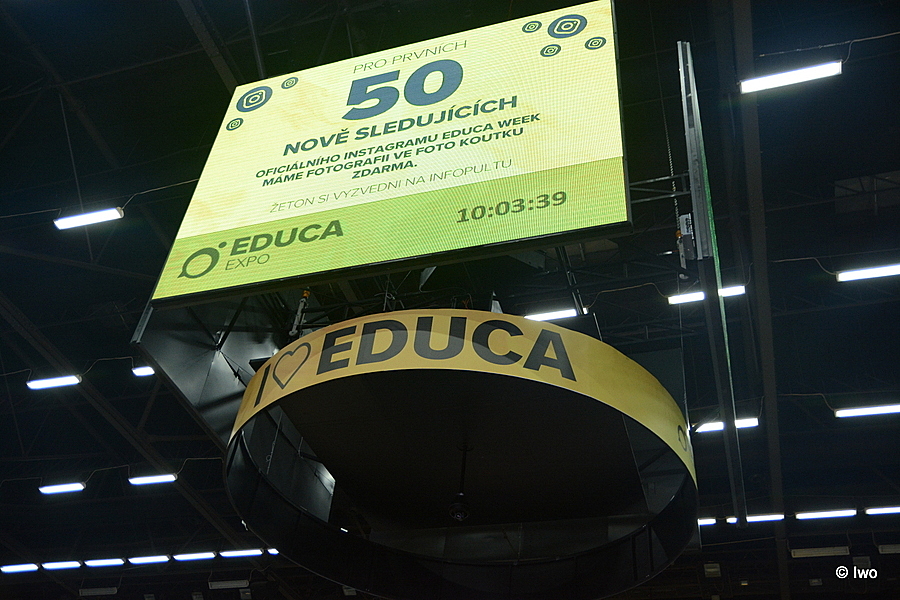 PRO PRVNÍCH
50
NOVĚ SLEDUJÍCÍCH
OFICIÁLNÍHO INSTAGRAMU EDUCA WEEK
MÁME FOTOGRAFII VE FOTO KOUTKU
ZDARMA.
ŽETON SI VYZVEDNI NA INFOPULTU
10:03:39
EDUCA
EXPO
I ♡ EDUCA
© Iwo